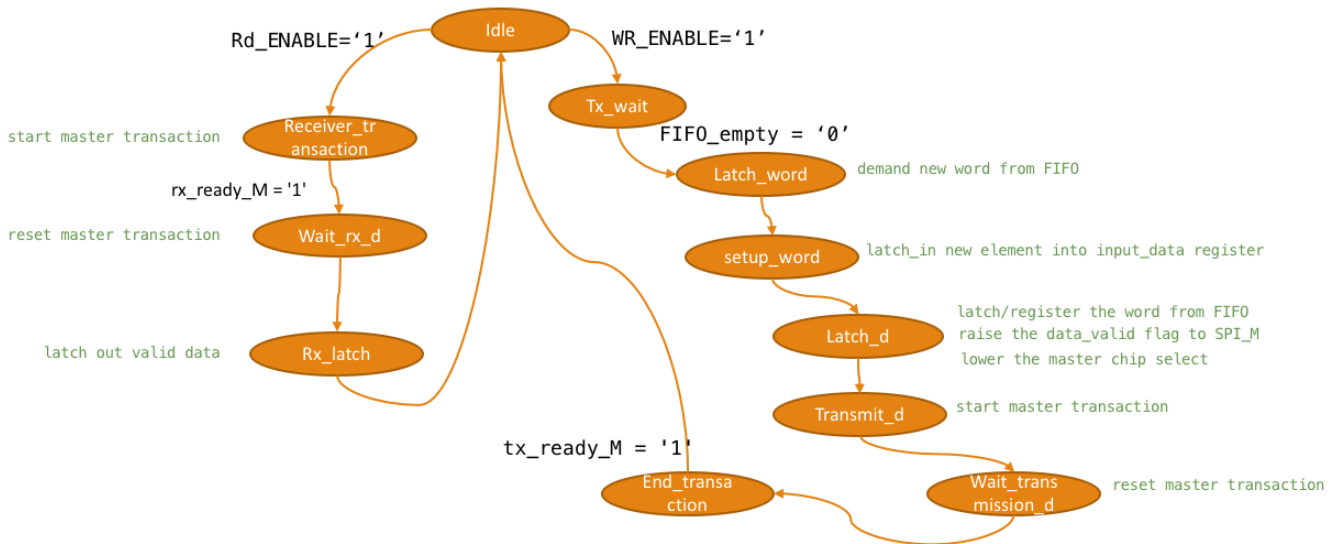 Idle
Rd_ENABLE=‘1’
WR_ENABLE=‘1’
Tx_wait
start master transaction
Receiver_tr
ansaction
FIFO_empty = ‘0’
Latch_word
demand new word from FIFO
rx_ready_M = '1'
reset master transaction
Wait_rx_d
setup_word
latch_in new element into input_data register
latch/register the word from FIFO
Latch_d
raise the data_valid flag to SPI_M
lower the master chip select
latch out valid data
Rx_latch
Transmit_d
start master transaction
tx_ready_M = '1'
End_transa
ction
Wait_trans
mission_d
reset master transaction